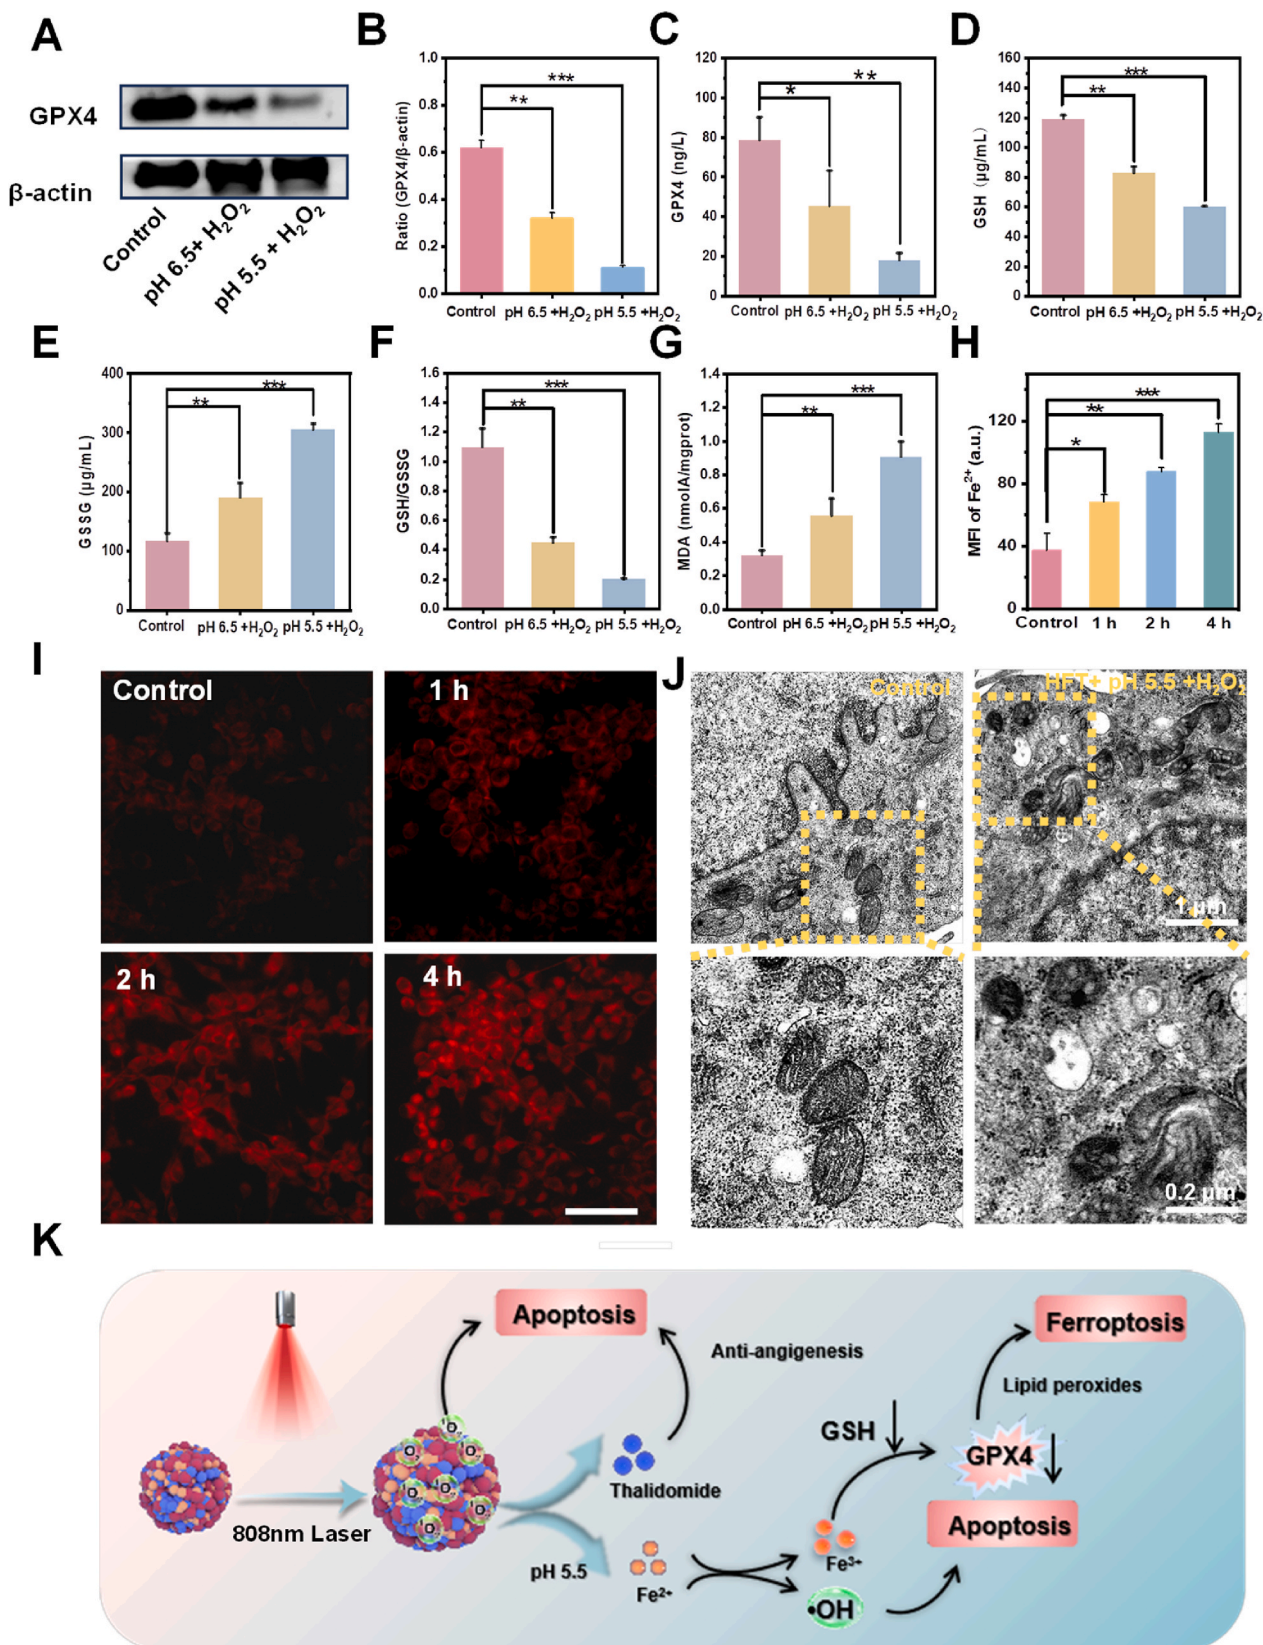 A
GPX4
β-actin
Control
pH 6.5+ H₂O₂
pH 5.5 + H₂O₂
B
Ratio (GPX4/β-actin)
1.0
0.8
0.6
0.4
0.2
0.0
***
**
Control pH 6.5 +H₂O₂ pH 5.5 +H₂O₂
C
GPX4 (ng/L)
120
100
80
60
40
20
0
**
*
Control pH 6.5 +H₂O₂ pH 5.5 +H₂O₂
D
GSH (μg/mL)
160
140
120
100
80
60
40
20
0
***
**
Control pH 6.5 +H₂O₂ pH 5.5 +H₂O₂
E
GSSG (μg/mL)
400
300
200
100
0
***
**
Control pH 6.5 +H₂O₂ pH 5.5 +H₂O₂
F
GSH/GSSG
1.6
1.4
1.2
1.0
0.8
0.6
0.4
0.2
0.0
***
**
Control pH 6.5 +H₂O₂ pH 5.5 +H₂O₂
G
MDA (nmolA/mgprot)
1.4
1.2
1.0
0.8
0.6
0.4
0.2
0.0
***
**
Control pH 6.5 +H₂O₂ pH 5.5 +H₂O₂
H
MFI of Fe²⁺ (a.u.)
120
80
40
0
***
**
*
Control 1 h 2 h 4 h
I
Control
1 h
2 h
4 h
J
Control
HFT+ pH 5.5 +H₂O₂
1 μm
0.2 μm
K
Apoptosis
Ferroptosis
Anti-angigenesis
Lipid peroxides
GSH
GPX4
Thalidomide
808nm Laser
Apoptosis
pH 5.5
Fe²⁺
Fe³⁺
•OH